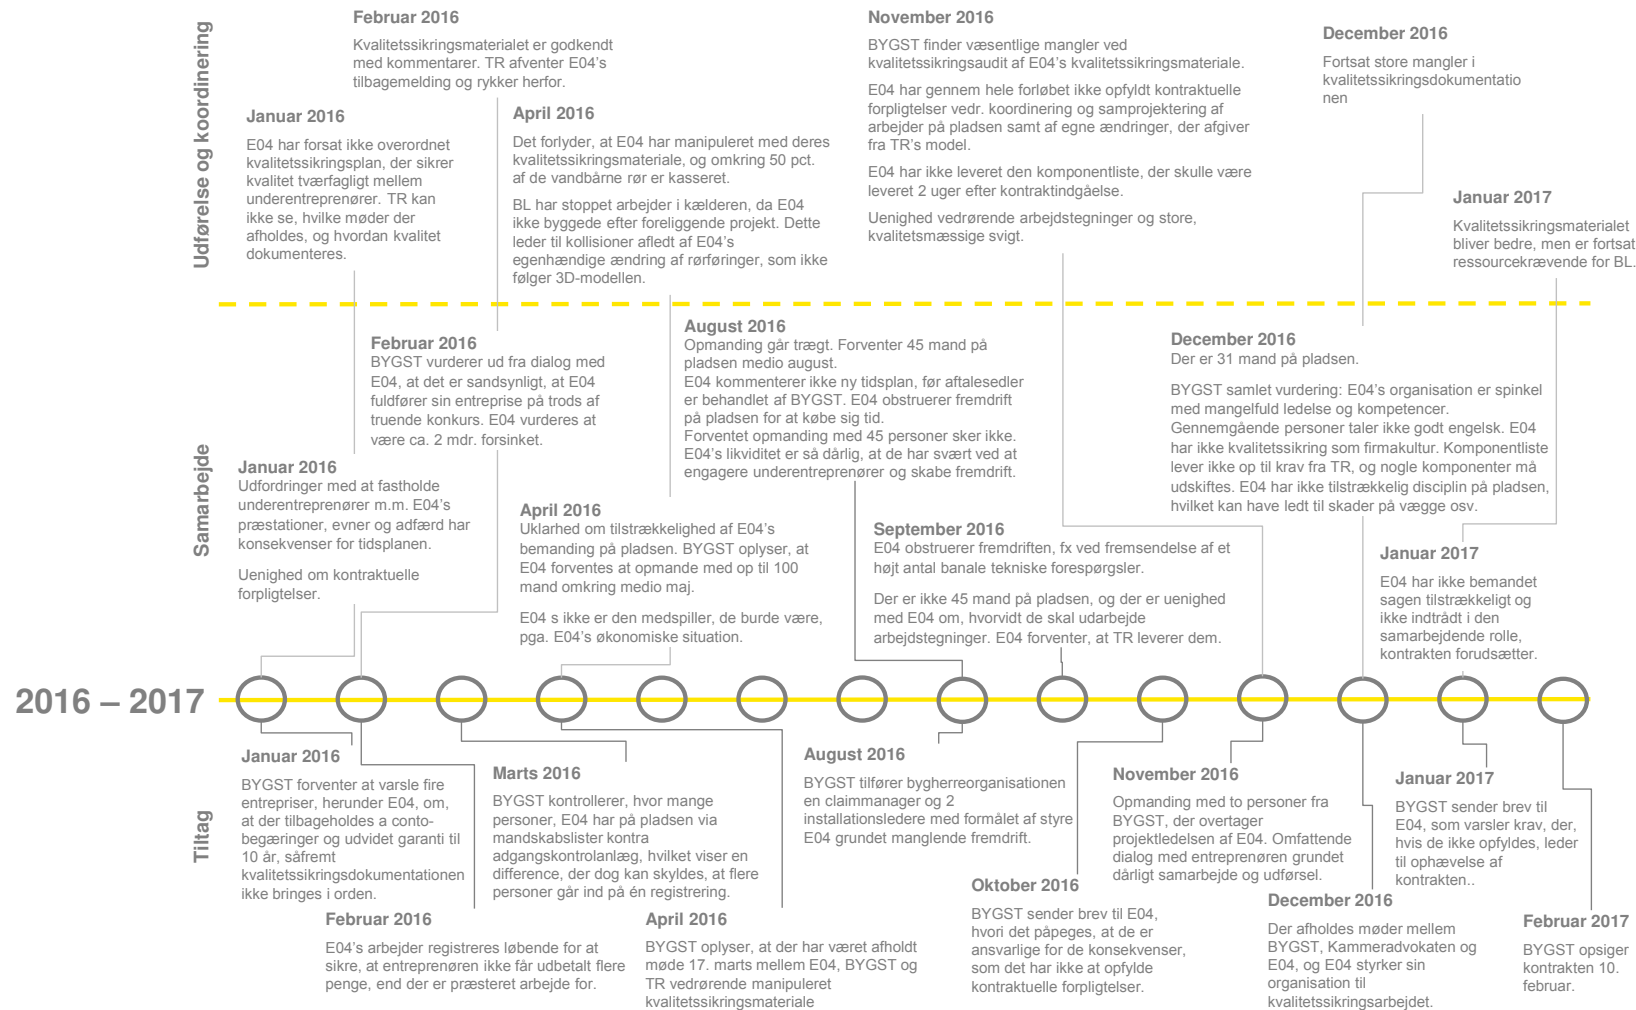 Udførelse og koordinering
Februar 2016
Kvalitetssikringsmaterialet er godkendt
med kommentarer. TR afventer E04's
tilbagemelding og rykker herfor.
Januar 2016
E04 har forsat ikke overordnet
kvalitetssikringsplan, der sikrer
kvalitet tværfagligt mellem
underentreprenører. TR kan
ikke se, hvilke møder der
afholdes, og hvordan kvalitet
dokumenteres.
April 2016
Det forlyder, at E04 har manipuleret med deres
kvalitetssikringsmateriale, og omkring 50 pct.
af de vandbårne rør er kasseret.
BL har stoppet arbejder i kælderen, da E04
ikke byggede efter foreliggende projekt. Dette
leder til kollisioner afledt af E04's
egenhændige ændring af rørføringer, som ikke
følger 3D-modellen.
November 2016
BYGST finder væsentlige mangler ved
kvalitetssikringsaudit af E04's kvalitetssikringsmateriale.
E04 har gennem hele forløbet ikke opfyldt kontraktuelle
forpligtelser vedr. koordinering og samprojektering af
arbejder på pladsen samt af egne ændringer, der afgiver
fra TR's model.
E04 har ikke leveret den komponentliste, der skulle være
leveret 2 uger efter kontraktindgåelse.
Uenighed vedrørende arbejdstegninger og store,
kvalitetsmæssige svigt.
December 2016
Fortsat store mangler i
kvalitetssikringsdokumentatio
nen
Januar 2017
Kvalitetssikringsmaterialet
bliver bedre, men er fortsat
ressourcekrævende for BL.
Samarbejde
Januar 2016
Udfordringer med at fastholde
underentreprenører m.m. E04's
præstationer, evner og adfærd har
konsekvenser for tidsplanen.
Uenighed om kontraktuelle
forpligtelser.
Februar 2016
BYGST vurderer ud fra dialog med
E04, at det er sandsynligt, at E04
fuldfører sin entreprise på trods af
truende konkurs. E04 vurderes at
være ca. 2 mdr. forsinket.
April 2016
Uklarhed om tilstrækkelighed af E04's
bemanding på pladsen. BYGST oplyser, at
E04 forventes at opmande med op til 100
mand omkring medio maj.
E04 s ikke er den medspiller, de burde være,
pga. E04's økonomiske situation.
August 2016
Opmanding går trægt. Forventer 45 mand på
pladsen medio august.
E04 kommenterer ikke ny tidsplan, før aftalesedler
er behandlet af BYGST. E04 obstruerer fremdrift
på pladsen for at købe sig tid.
Forventet opmanding med 45 personer sker ikke.
E04's likviditet er så dårlig, at de har svært ved at
engagere underentreprenører og skabe fremdrift.
September 2016
E04 obstruerer fremdriften, fx ved fremsendelse af et
højt antal banale tekniske forespørgsler.
Der er ikke 45 mand på pladsen, og der er uenighed
med E04 om, hvorvidt de skal udarbejde
arbejdstegninger. E04 forventer, at TR leverer dem.
December 2016
Der er 31 mand på pladsen.
BYGST samlet vurdering: E04's organisation er spinkel
med mangelfuld ledelse og kompetencer.
Gennemgående personer taler ikke godt engelsk. E04
har ikke kvalitetssikring som firmakultur. Komponentliste
lever ikke op til krav fra TR, og nogle komponenter må
udskiftes. E04 har ikke tilstrækkelig disciplin på pladsen,
hvilket kan have ledt til skader på vægge osv.
Januar 2017
E04 har ikke bemandet
sagen tilstrækkeligt og
ikke indtrådt i den
samarbejdende rolle,
kontrakten forudsætter.
2016 – 2017
Tiltag
Januar 2016
BYGST forventer at varsle fire
entrepriser, herunder E04, om,
at der tilbageholdes a conto-
begæringer og udvidet garanti til
10 år, såfremt
kvalitetssikringsdokumentationen
ikke bringes i orden.
Februar 2016
E04's arbejder registreres løbende for at
sikre, at entreprenøren ikke får udbetalt flere
penge, end der er præsteret arbejde for.
Marts 2016
BYGST kontrollerer, hvor mange
personer, E04 har på pladsen via
mandskabslister kontra
adgangskontrolanlæg, hvilket viser en
difference, der dog kan skyldes, at flere
personer går ind på én registrering.
April 2016
BYGST oplyser, at der har været afholdt
møde 17. marts mellem E04, BYGST og
TR vedrørende manipuleret
kvalitetssikringsmateriale
August 2016
BYGST tilfører bygherreorganisationen
en claimmanager og 2
installationsledere med formålet af styre
E04 grundet manglende fremdrift.
Oktober 2016
BYGST sender brev til E04,
hvori det påpeges, at de er
ansvarlige for de konsekvenser,
som det har ikke at opfylde
kontraktuelle forpligtelser.
November 2016
Opmanding med to personer fra
BYGST, der overtager
projektledelsen af E04. Omfattende
dialog med entreprenøren grundet
dårligt samarbejde og udførsel.
December 2016
Der afholdes møder mellem
BYGST, Kammeradvokaten og
E04, og E04 styrker sin
organisation til
kvalitetssikringsarbejdet.
Januar 2017
BYGST sender brev til
E04, som varsler krav, der,
hvis de ikke opfyldes, leder
til ophævelse af
kontrakten..
Februar 2017
BYGST opsiger
kontrakten 10.
februar.